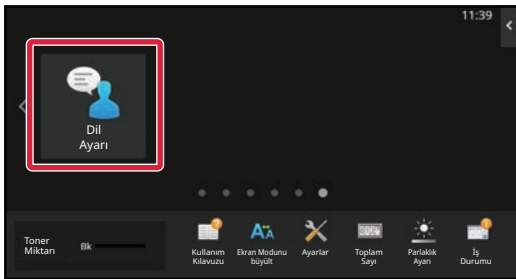 11:39
Dil
Ayarı
Toner
Miktarı
Bk
Kullanım
Kılavuzu
Ekran Modunu
büyült
Ayarlar
Toplam
Sayı
Parlaklık
Ayarı
İş
Durumu